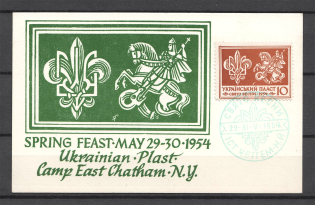 SPRING FEAST·MAY 29-30·1954
Ukrainian·Plast·
Camp East Chatham·N.Y.
УКРАЇНСЬКИЙ ПЛАСТ
10